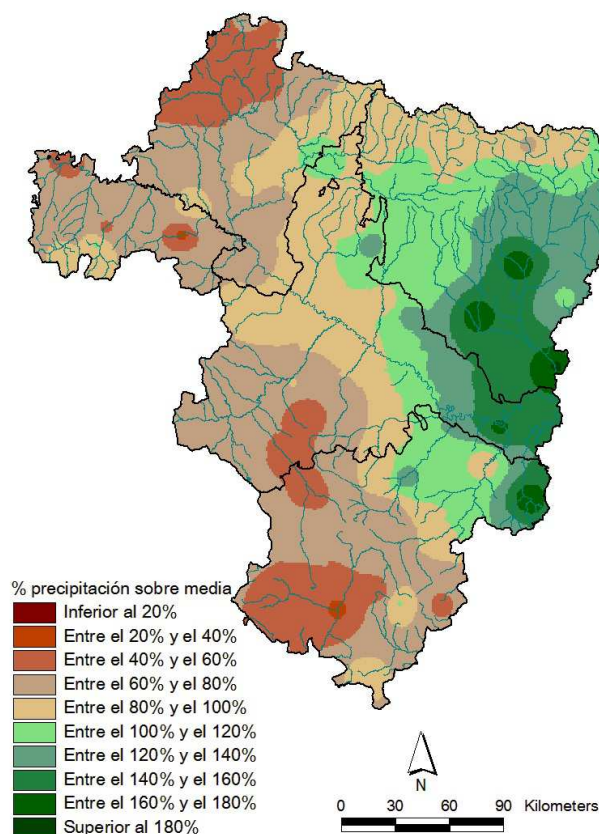 % precipitación sobre media
Inferior al 20%
Entre el 20% y el 40%
Entre el 40% y el 60%
Entre el 60% y el 80%
Entre el 80% y el 100%
Entre el 100% y el 120%
Entre el 120% y el 140%
Entre el 140% y el 160%
Entre el 160% y el 180%
Superior al 180%
N
0 30 60 90 Kilometers